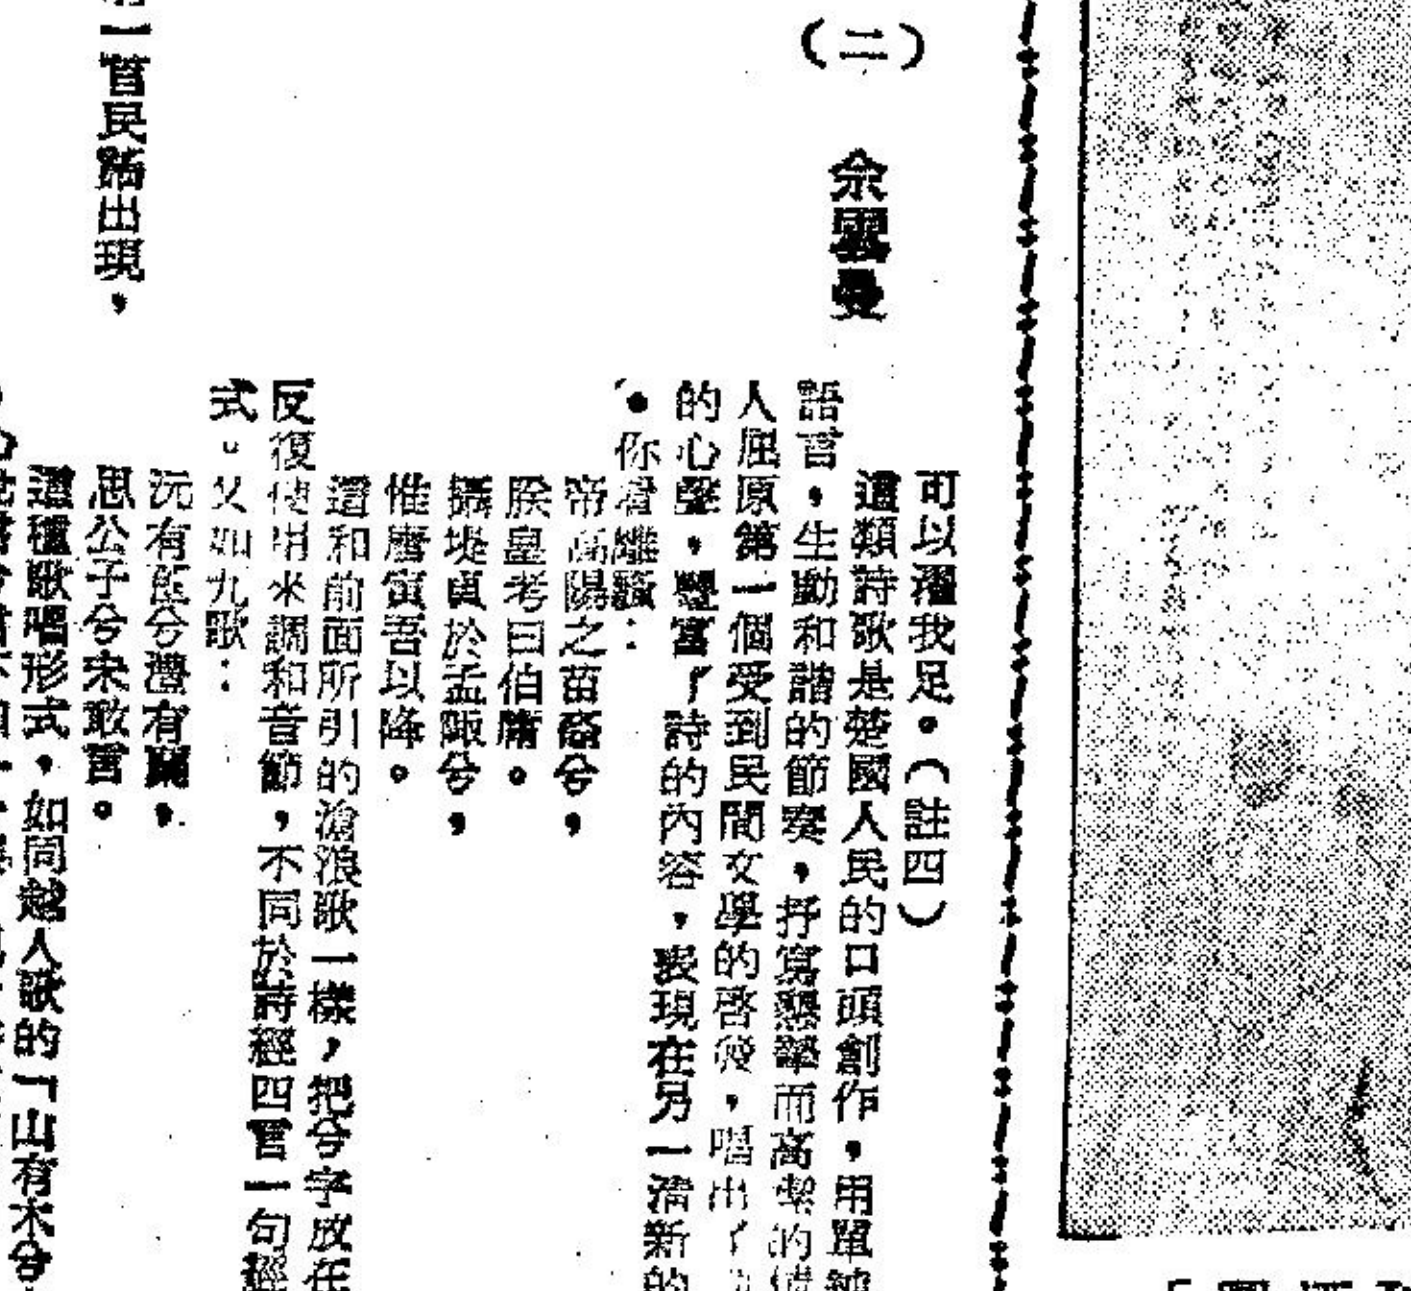 (二)
余雲曼
可以濯我足。(註四)
這類詩歌是楚國人民的口頭創作,用單純
語言,生動和諧的節奏,抒寫懇摯而高潔的情
人屈原第一個受到民間文學的啓發,唱出了
的心聲,豐富了詩的內容,表現在另一清新的
。你看離騷:
帝高陽之苗裔兮,
朕皇考曰伯庸。
攝提貞於孟陬兮,
惟庚寅吾以降。
這和前面所引的滄浪歌一樣,把兮字放在
反復使用來調和音節,不同於詩經四言一句經
式。又如九歌:
沅有茝兮澧有蘭,
思公子兮未敢言。
這種歌唱形式,如同越人歌的「山有木兮
一首民謠出現,